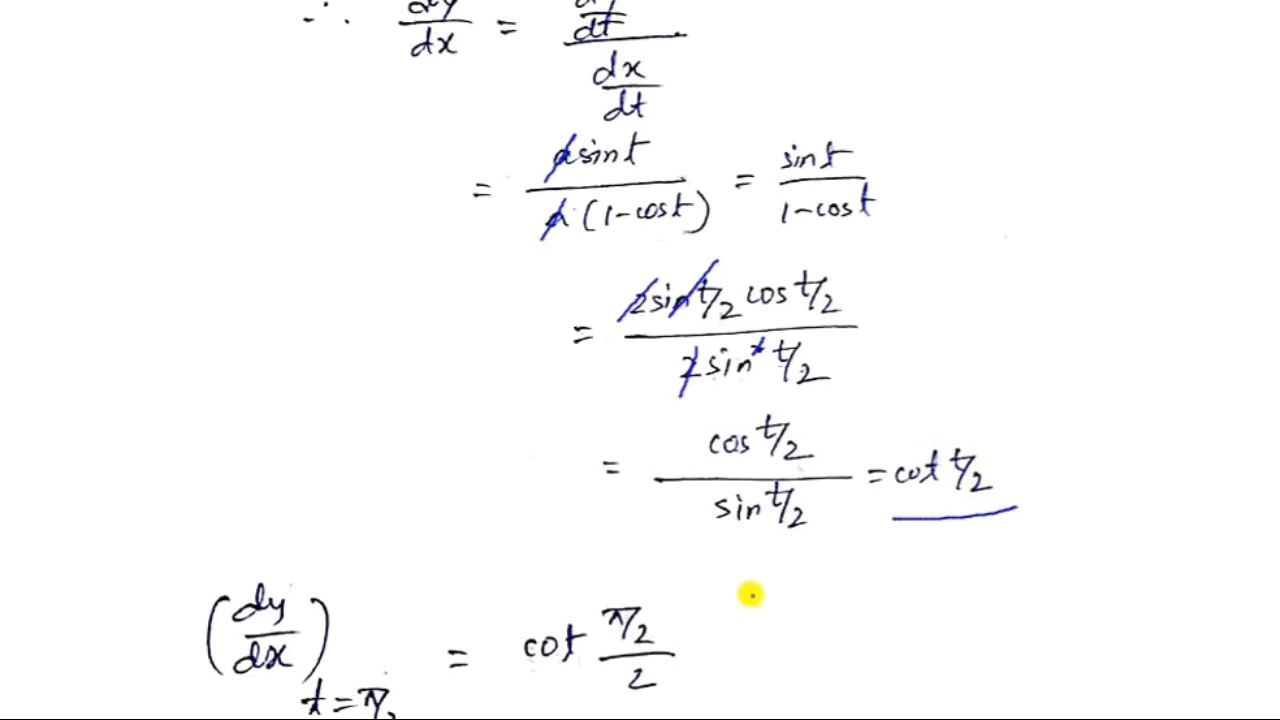 ∴ dy/dx = (dy/dt)/(dx/dt)
= a sin t / a(1-cos t) = sin t / 1-cos t
= 2 sin t/2 cos t/2 / 2 sin² t/2
= cos t/2 / sin t/2 = cot t/2
(dy/dx) t=π/2 = cot (π/2)/2